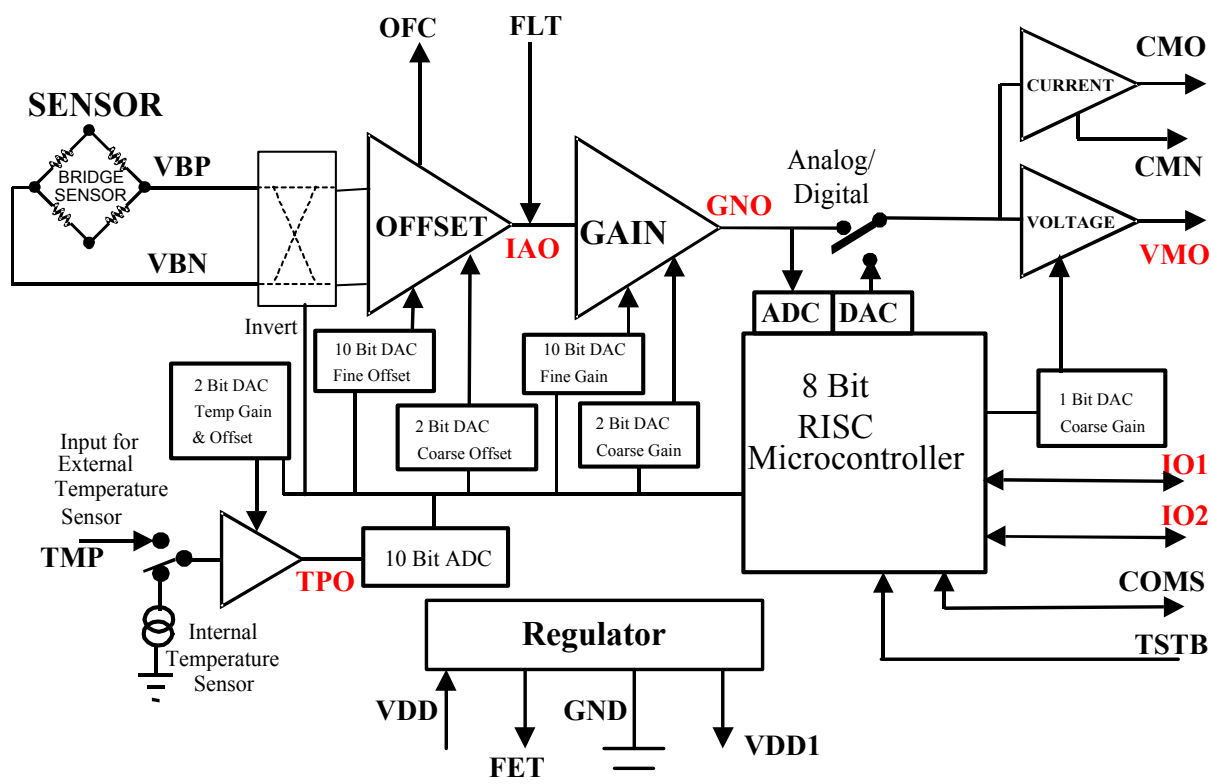 OFC
FLT
CMO
SENSOR
CURRENT
VBP
BRIDGE
SENSOR
Analog/
Digital
CMN
GNO
OFFSET
IAO
GAIN
VOLTAGE
VMO
VBN
ADC
DAC
Invert
10 Bit DAC
Fine Offset
10 Bit DAC
Fine Gain
2 Bit DAC
Temp Gain
& Offset
2 Bit DAC
Coarse Offset
2 Bit DAC
Coarse Gain
8 Bit
RISC
Microcontroller
1 Bit DAC
Coarse Gain
Input for
External
Temperature
Sensor
TMP
TPO
10 Bit ADC
IO1
IO2
COMS
TSTB
Internal
Temperature
Sensor
Regulator
VDD
FET
GND
VDD1